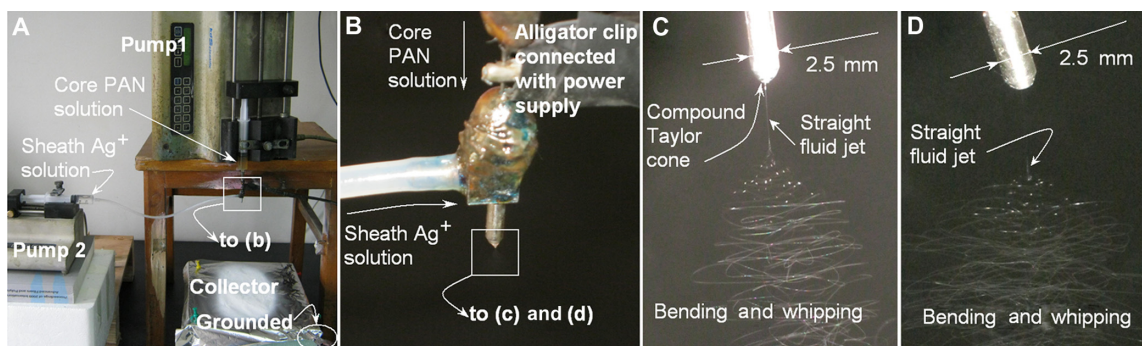 A
Pump1
Core PAN
solution
Sheath Ag+
solution
to (b)
Pump 2
Collector
Grounded
B
Core
PAN
solution
Alligator clip
connected
with power
supply
Sheath Ag+
solution
to (c) and (d)
C
2.5 mm
Compound
Taylor
cone
Straight
fluid jet
Bending and whipping
D
2.5 mm
Straight
fluid jet
Bending and whipping